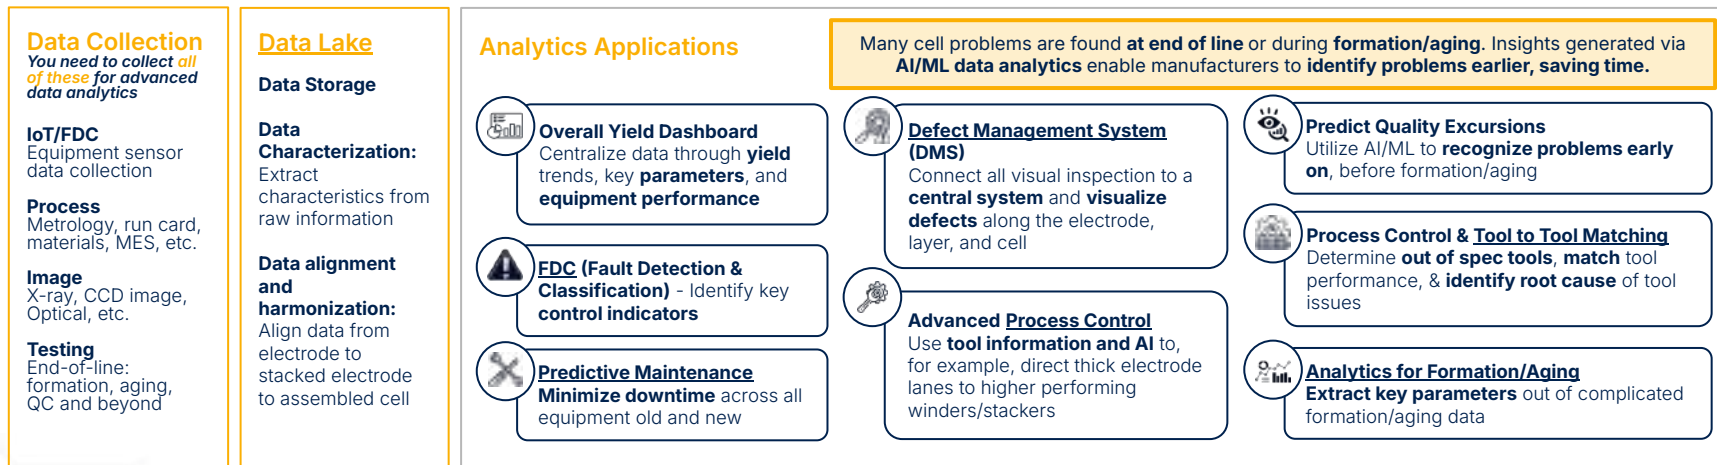 Data Collection
You need to collect all
of these for advanced
data analytics
IoT/FDC
Equipment sensor
data collection
Process
Metrology, run card,
materials, MES, etc.
Image
X-ray, CCD image,
Optical, etc.
Testing
End-of-line:
formation, aging,
QC and beyond
Data Lake
Data Storage
Data
Characterization:
Extract
characteristics from
raw information
Data alignment
and
harmonization:
Align data from
electrode to
stacked electrode
to assembled cell
Analytics Applications
Many cell problems are found at end of line or during formation/aging. Insights generated via
AI/ML data analytics enable manufacturers to identify problems earlier, saving time.
Overall Yield Dashboard
Centralize data through yield
trends, key parameters, and
equipment performance
FDC (Fault Detection &
Classification) - Identify key
control indicators
Predictive Maintenance
Minimize downtime across all
equipment old and new
Defect Management System
(DMS)
Connect all visual inspection to a
central system and visualize
defects along the electrode,
layer, and cell
Advanced Process Control
Use tool information and AI to,
for example, direct thick electrode
lanes to higher performing
winders/stackers
Predict Quality Excursions
Utilize AI/ML to recognize problems early
on, before formation/aging
Process Control & Tool to Tool Matching
Determine out of spec tools, match tool
performance, & identify root cause of tool
issues
Analytics for Formation/Aging
Extract key parameters out of complicated
formation/aging data